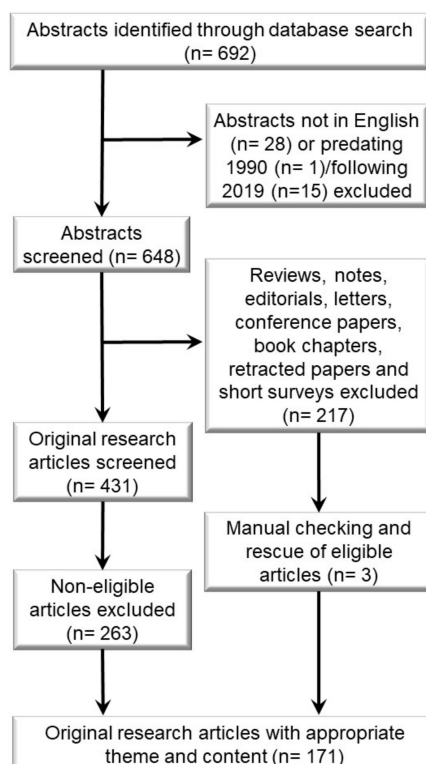 Abstracts identified through database search
(n= 692)
Abstracts not in English
(n= 28) or predating
1990 (n= 1)/following
2019 (n=15) excluded
Abstracts
screened (n= 648)
Reviews, notes,
editorials, letters,
conference papers,
book chapters,
retracted papers and
short surveys excluded
(n= 217)
Original research
articles screened
(n= 431)
Manual checking and
rescue of eligible
articles (n= 3)
Non-eligible
articles excluded
(n= 263)
Original research articles with appropriate
theme and content (n= 171)